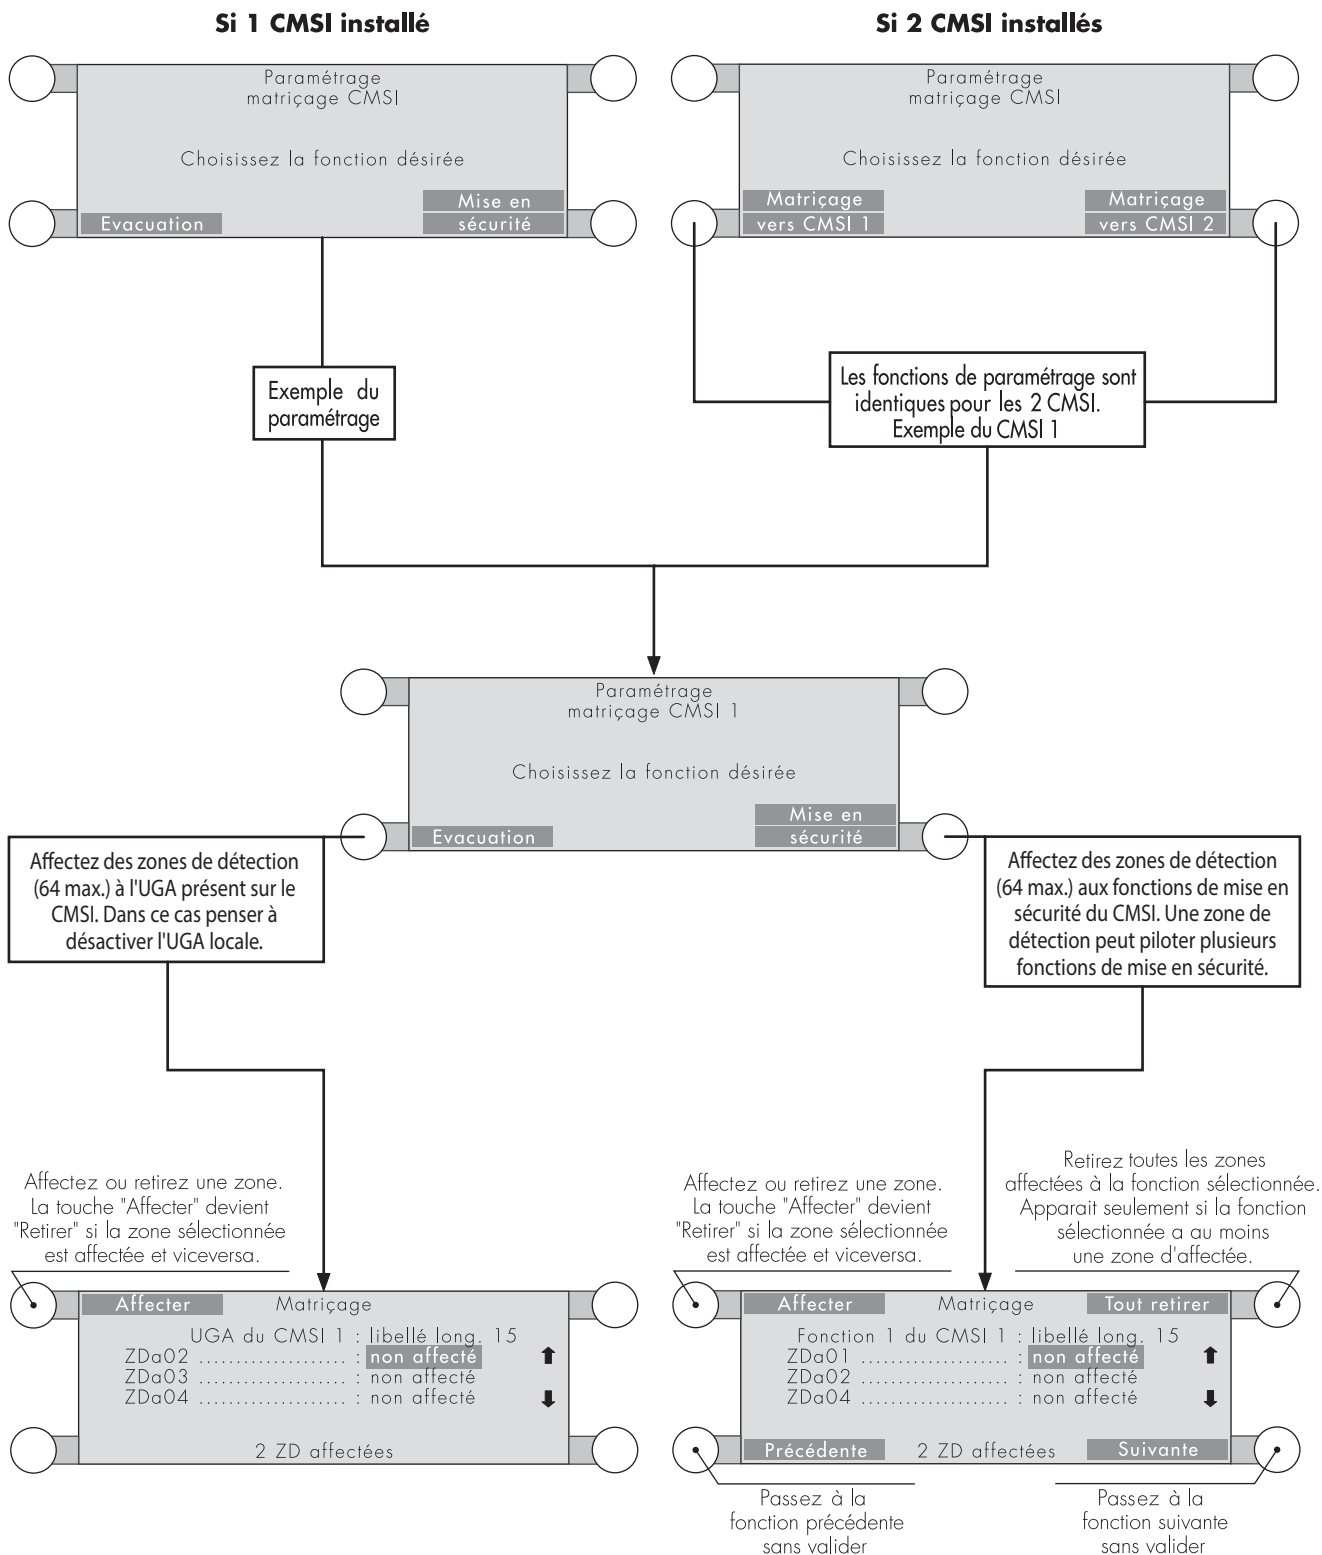 Si 1 CMSI installé
Si 2 CMSI installés
Paramétrage
matriçage CMSI
Choisissez la fonction désirée
Evacuation
Mise en
sécurité
Paramétrage
matriçage CMSI
Choisissez la fonction désirée
Matriçage
vers CMSI 1
Matriçage
vers CMSI 2
Exemple du
paramétrage
Les fonctions de paramétrage sont
identiques pour les 2 CMSI.
Exemple du CMSI 1
Paramétrage
matriçage CMSI 1
Choisissez la fonction désirée
Evacuation
Mise en
sécurité
Affectez des zones de détection
(64 max.) à l'UGA présent sur le
CMSI. Dans ce cas penser à
désactiver l'UGA locale.
Affectez des zones de détection
(64 max.) aux fonctions de mise en
sécurité du CMSI. Une zone de
détection peut piloter plusieurs
fonctions de mise en sécurité.
Affectez ou retirez une zone.
La touche "Affecter" devient
"Retirer" si la zone sélectionnée
est affectée et viceversa.
Affecter Matriçage
UGA du CMSI 1 : libellé long. 15
ZDa02 .................... : non affecté
ZDa03 .................... : non affecté
ZDa04 .................... : non affecté
2 ZD affectées
Affectez ou retirez une zone.
La touche "Affecter" devient
"Retirer" si la zone sélectionnée
est affectée et viceversa.
Retirez toutes les zones
affectées à la fonction sélectionnée.
Apparait seulement si la fonction
sélectionnée a au moins
une zone d'affectée.
Affecter Matriçage Tout retirer
Fonction 1 du CMSI 1 : libellé long. 15
ZDa01 .................... : non affecté
ZDa02 .................... : non affecté
ZDa04 .................... : non affecté
Précédente 2 ZD affectées Suivante
Passez à la
fonction précédente
sans valider
Passez à la
fonction suivante
sans valider